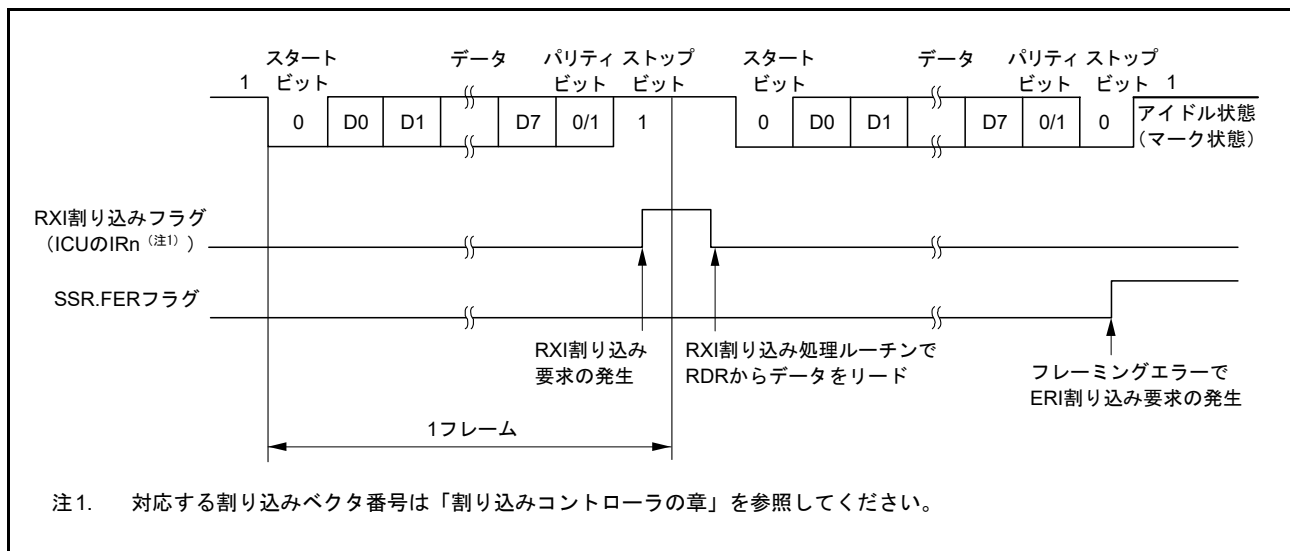 スタート データ パリティ ストップ スタート データ パリティ ストップ
1 ビット ビット ビット ビット ビット ビット 1
0 D0 D1 D7 0/1 1 0 D0 D1 D7 0/1 0 アイドル状態
（マーク状態）
RXI割り込みフラグ
（ICUのIRn（注1））
SSR.FERフラグ
RXI割り込み
要求の発生
RXI割り込み処理ルーチンで
RDRからデータをリード
フレーミングエラーで
ERI割り込み要求の発生
1フレーム
注1. 対応する割り込みベクタ番号は「割り込みコントローラの章」を参照してください。